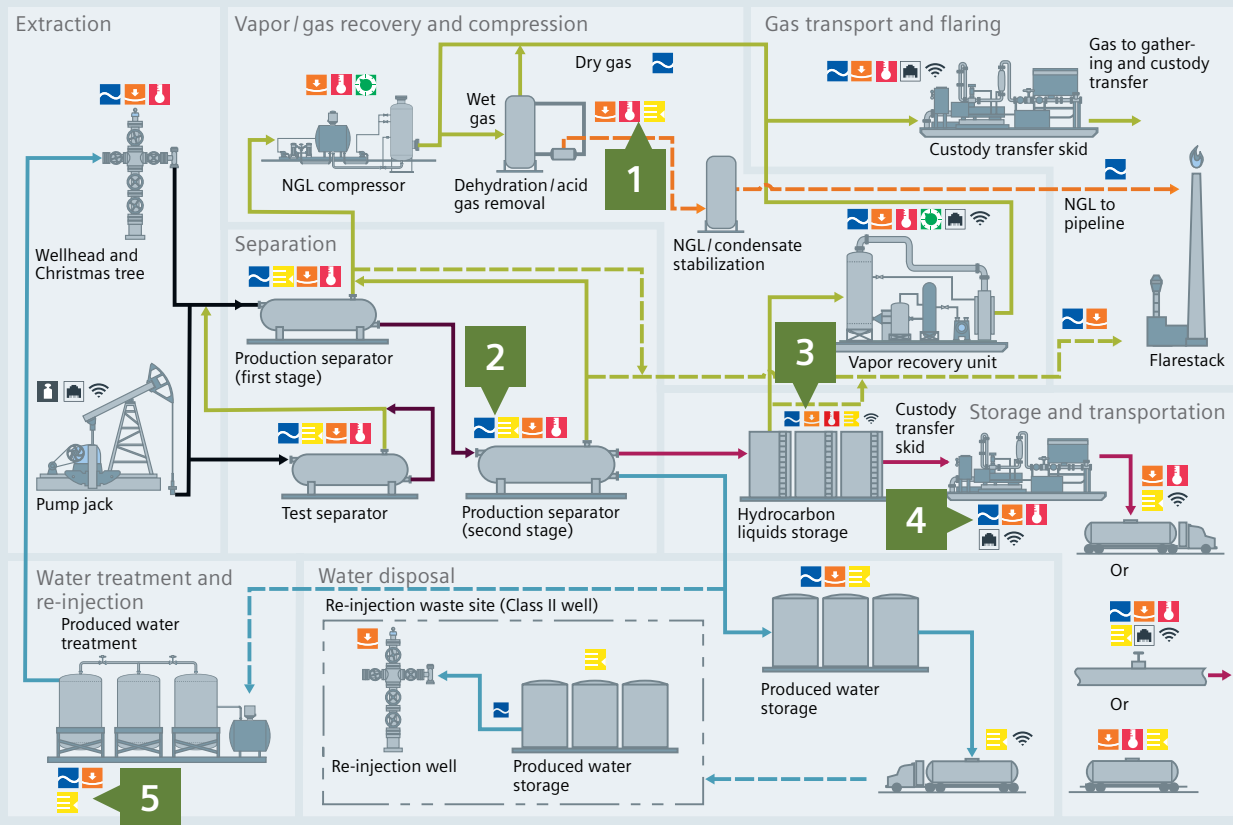 Extraction
Vapor/gas recovery and compression
Gas transport and flaring
Dry gas
Gas to gather-
ing and custody
transfer
Wet
gas
Custody transfer skid
NGL compressor
Dehydration/acid
gas removal
1
NGL to
pipeline
Wellhead and
Christmas tree
Separation
NGL/condensate
stabilization
Production separator
(first stage)
2
3
Vapor recovery unit
Flarestack
Custody
transfer
skid
Storage and transportation
Pump jack
Test separator
Production separator
(second stage)
Hydrocarbon
liquids storage
4
Or
Water treatment and
re-injection
Produced water
treatment
Water disposal
Re-injection waste site (Class II well)
Produced water
storage
Or
Re-injection well
Produced water
storage
5